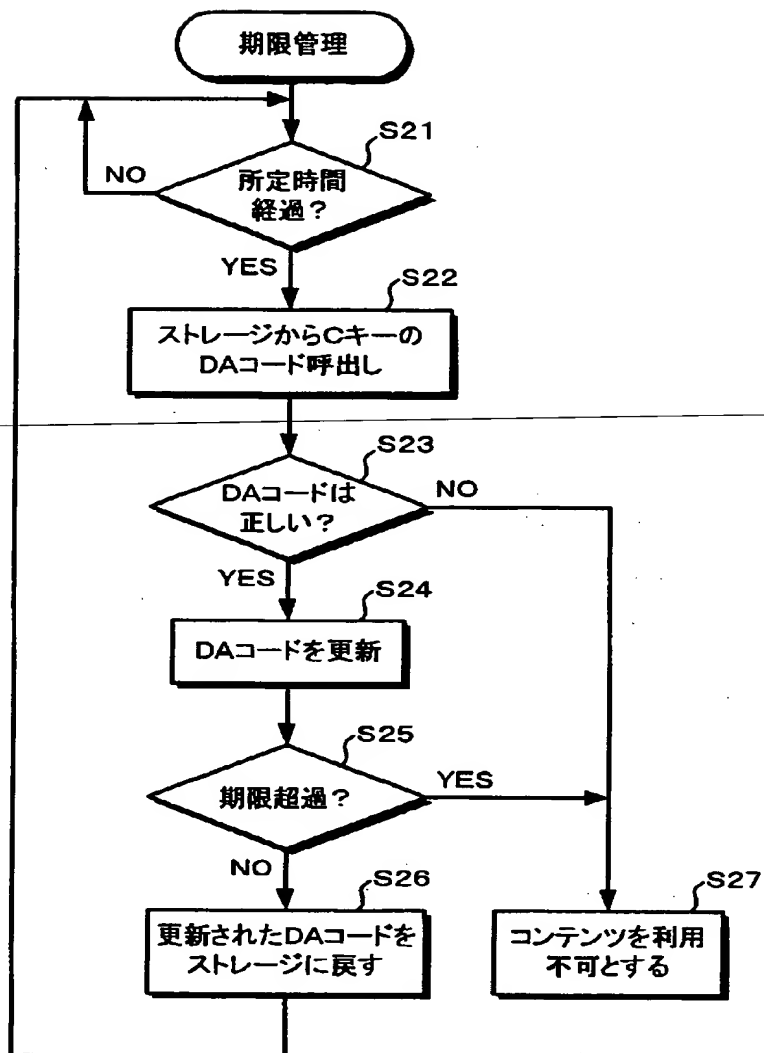 期限管理
S21
NO
所定時間
経過?
YES
S22
ストレージからCキーの
DAコード呼出し
S23
DAコードは
正しい?
NO
YES
S24
DAコードを更新
S25
期限超過?
YES
NO
S26
更新されたDAコードを
ストレージに戻す
S27
コンテンツを利用
不可とする